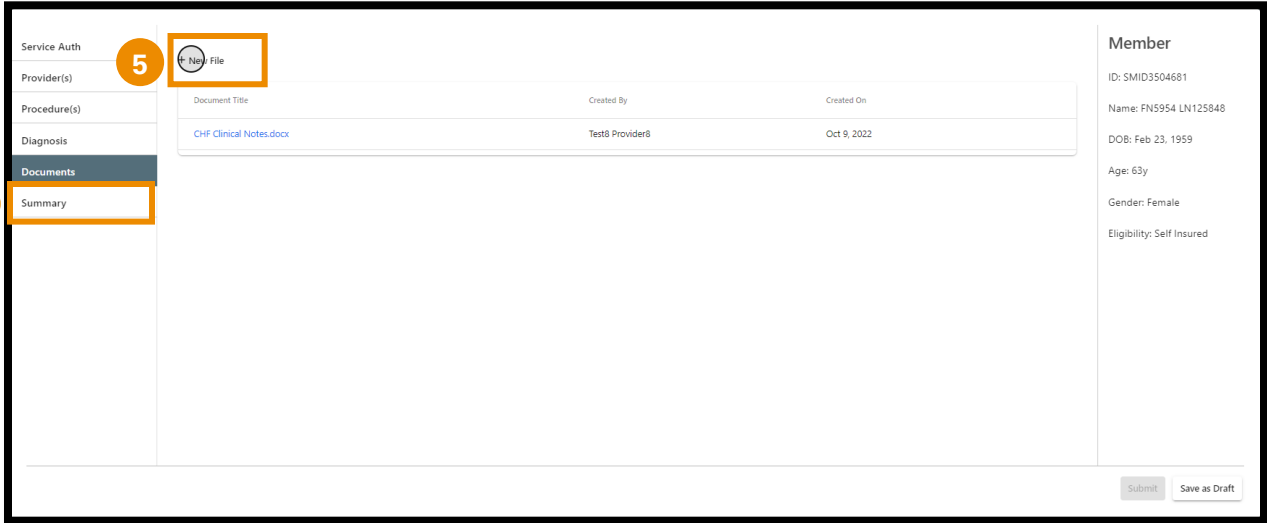 Service Auth
Provider(s)
Procedure(s)
Diagnosis
Documents
Summary
5
+ New File
Document Title Created By Created On
CHF Clinical Notes.docx Test8 Provider8 Oct 9, 2022
Member
ID: SMID3504681
Name: FN5954 LN125848
DOB: Feb 23, 1959
Age: 63y
Gender: Female
Eligibility: Self Insured
Submit Save as Draft